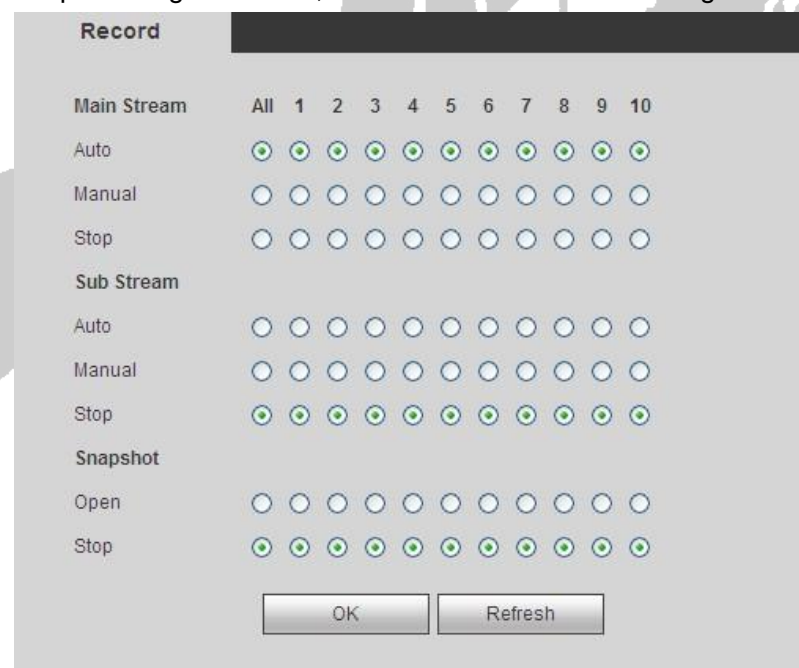 Record
Main Stream All 1 2 3 4 5 6 7 8 9 10
Auto
Manual
Stop
Sub Stream
Auto
Manual
Stop
Snapshot
Open
Stop
OK Refresh